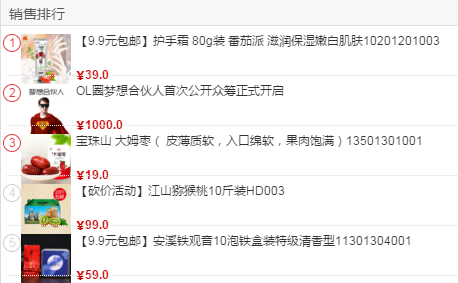 销售排行
1
【9.9元包邮】护手霜 80g装 番茄派 滋润保湿嫩白肌肤10201201003
¥39.0
2
梦想合伙人
OL圈梦想合伙人首次公开众筹正式开启
¥1000.0
3
宝珠山 大姆枣（ 皮薄质软，入口绵软，果肉饱满）13501301001
¥19.0
4
【砍价活动】江山猕猴桃10斤装HD003
¥99.0
5
【9.9元包邮】安溪铁观音10泡铁盒装特级清香型11301304001
¥59.0